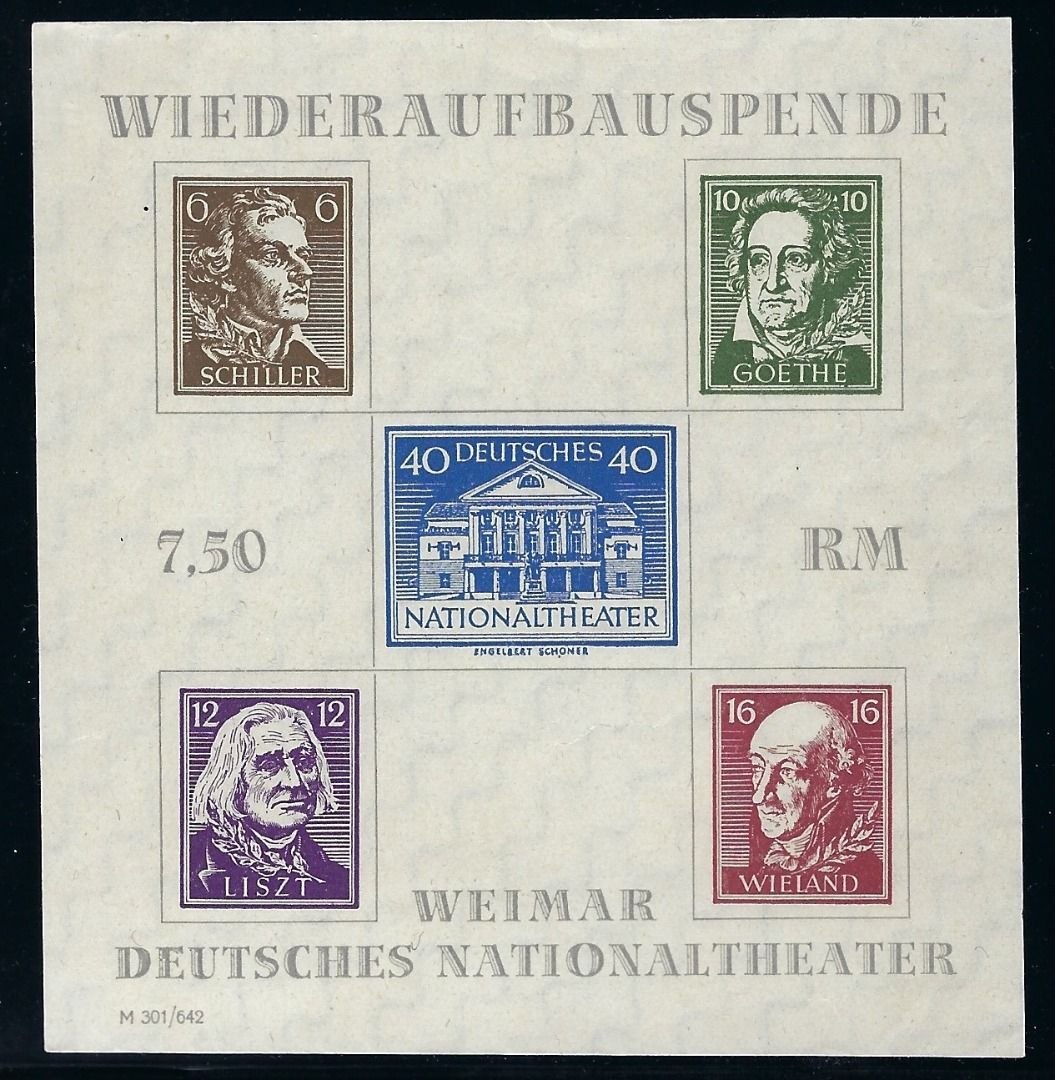 WIEDERAUFBAUSPENDE
6 6
SCHILLER
10 10
GOETHE
40 DEUTSCHES 40
NATIONALTHEATER
ENGELBERT SCHONER
7,50 RM
12 12
LISZT
16 16
WIELAND
WEIMAR
DEUTSCHES NATIONALTHEATER
M 301/642